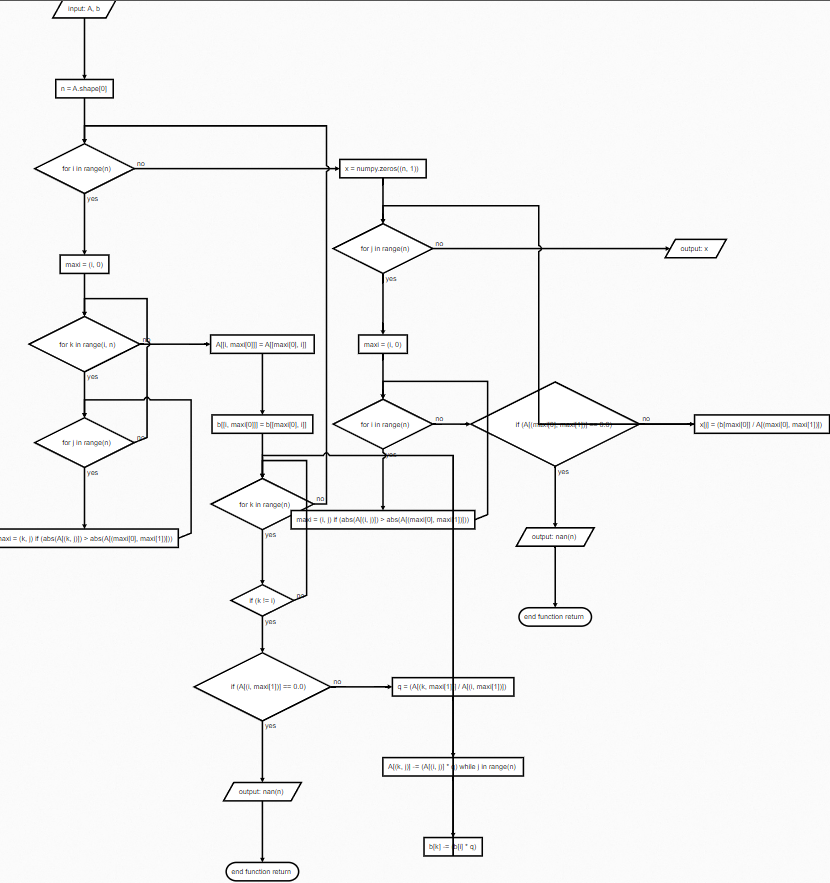 input: A, b
n = A.shape[0]
for i in range(n)
no
yes
x = numpy.zeros((n, 1))
for j in range(n)
no
yes
output: x
maxi = (i, 0)
for k in range(i, n)
no
yes
A[[i, maxi[0]]] = A[[maxi[0], i]]
maxi = (i, 0)
for j in range(n)
no
yes
b[[i, maxi[0]]] = b[[maxi[0], i]]
for i in range(n)
no
yes
if (A[(maxi[0], maxi[1])] == 0.0)
no
yes
x[j] = (b[maxi[0]] / A[(maxi[0], maxi[1])])
for k in range(n)
no
yes
maxi = (i, j) if (abs(A[(i, j)]) > abs(A[(maxi[0], maxi[1])]))
maxi = (k, j) if (abs(A[(k, j)]) > abs(A[(maxi[0], maxi[1])]))
output: nan(n)
if (k != i)
no
yes
end function return
if (A[(i, maxi[1])] == 0.0)
no
yes
q = (A[(k, maxi[1])] / A[(i, maxi[1])])
A[(k, j)] -= (A[(i, j)] * q) while j in range(n)
output: nan(n)
b[k] -= (b[i] * q)
end function return